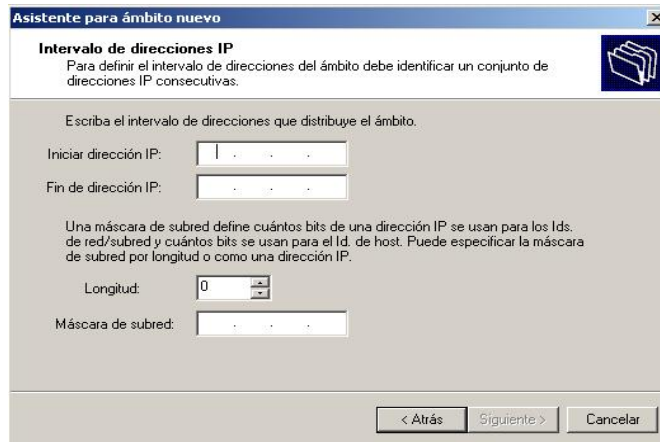 Asistente para ámbito nuevo
Intervalo de direcciones IP
Para definir el intervalo de direcciones del ámbito debe identificar un conjunto de
direcciones IP consecutivas.
Escriba el intervalo de direcciones que distribuye el ámbito.
Iniciar dirección IP:
Fin de dirección IP:
Una máscara de subred define cuántos bits de una dirección IP se usan para los Ids.
de red/subred y cuántos bits se usan para el Id. de host. Puede especificar la máscara
de subred por longitud o como una dirección IP.
Longitud: 0
Máscara de subred:
< Atrás Siguiente > Cancelar